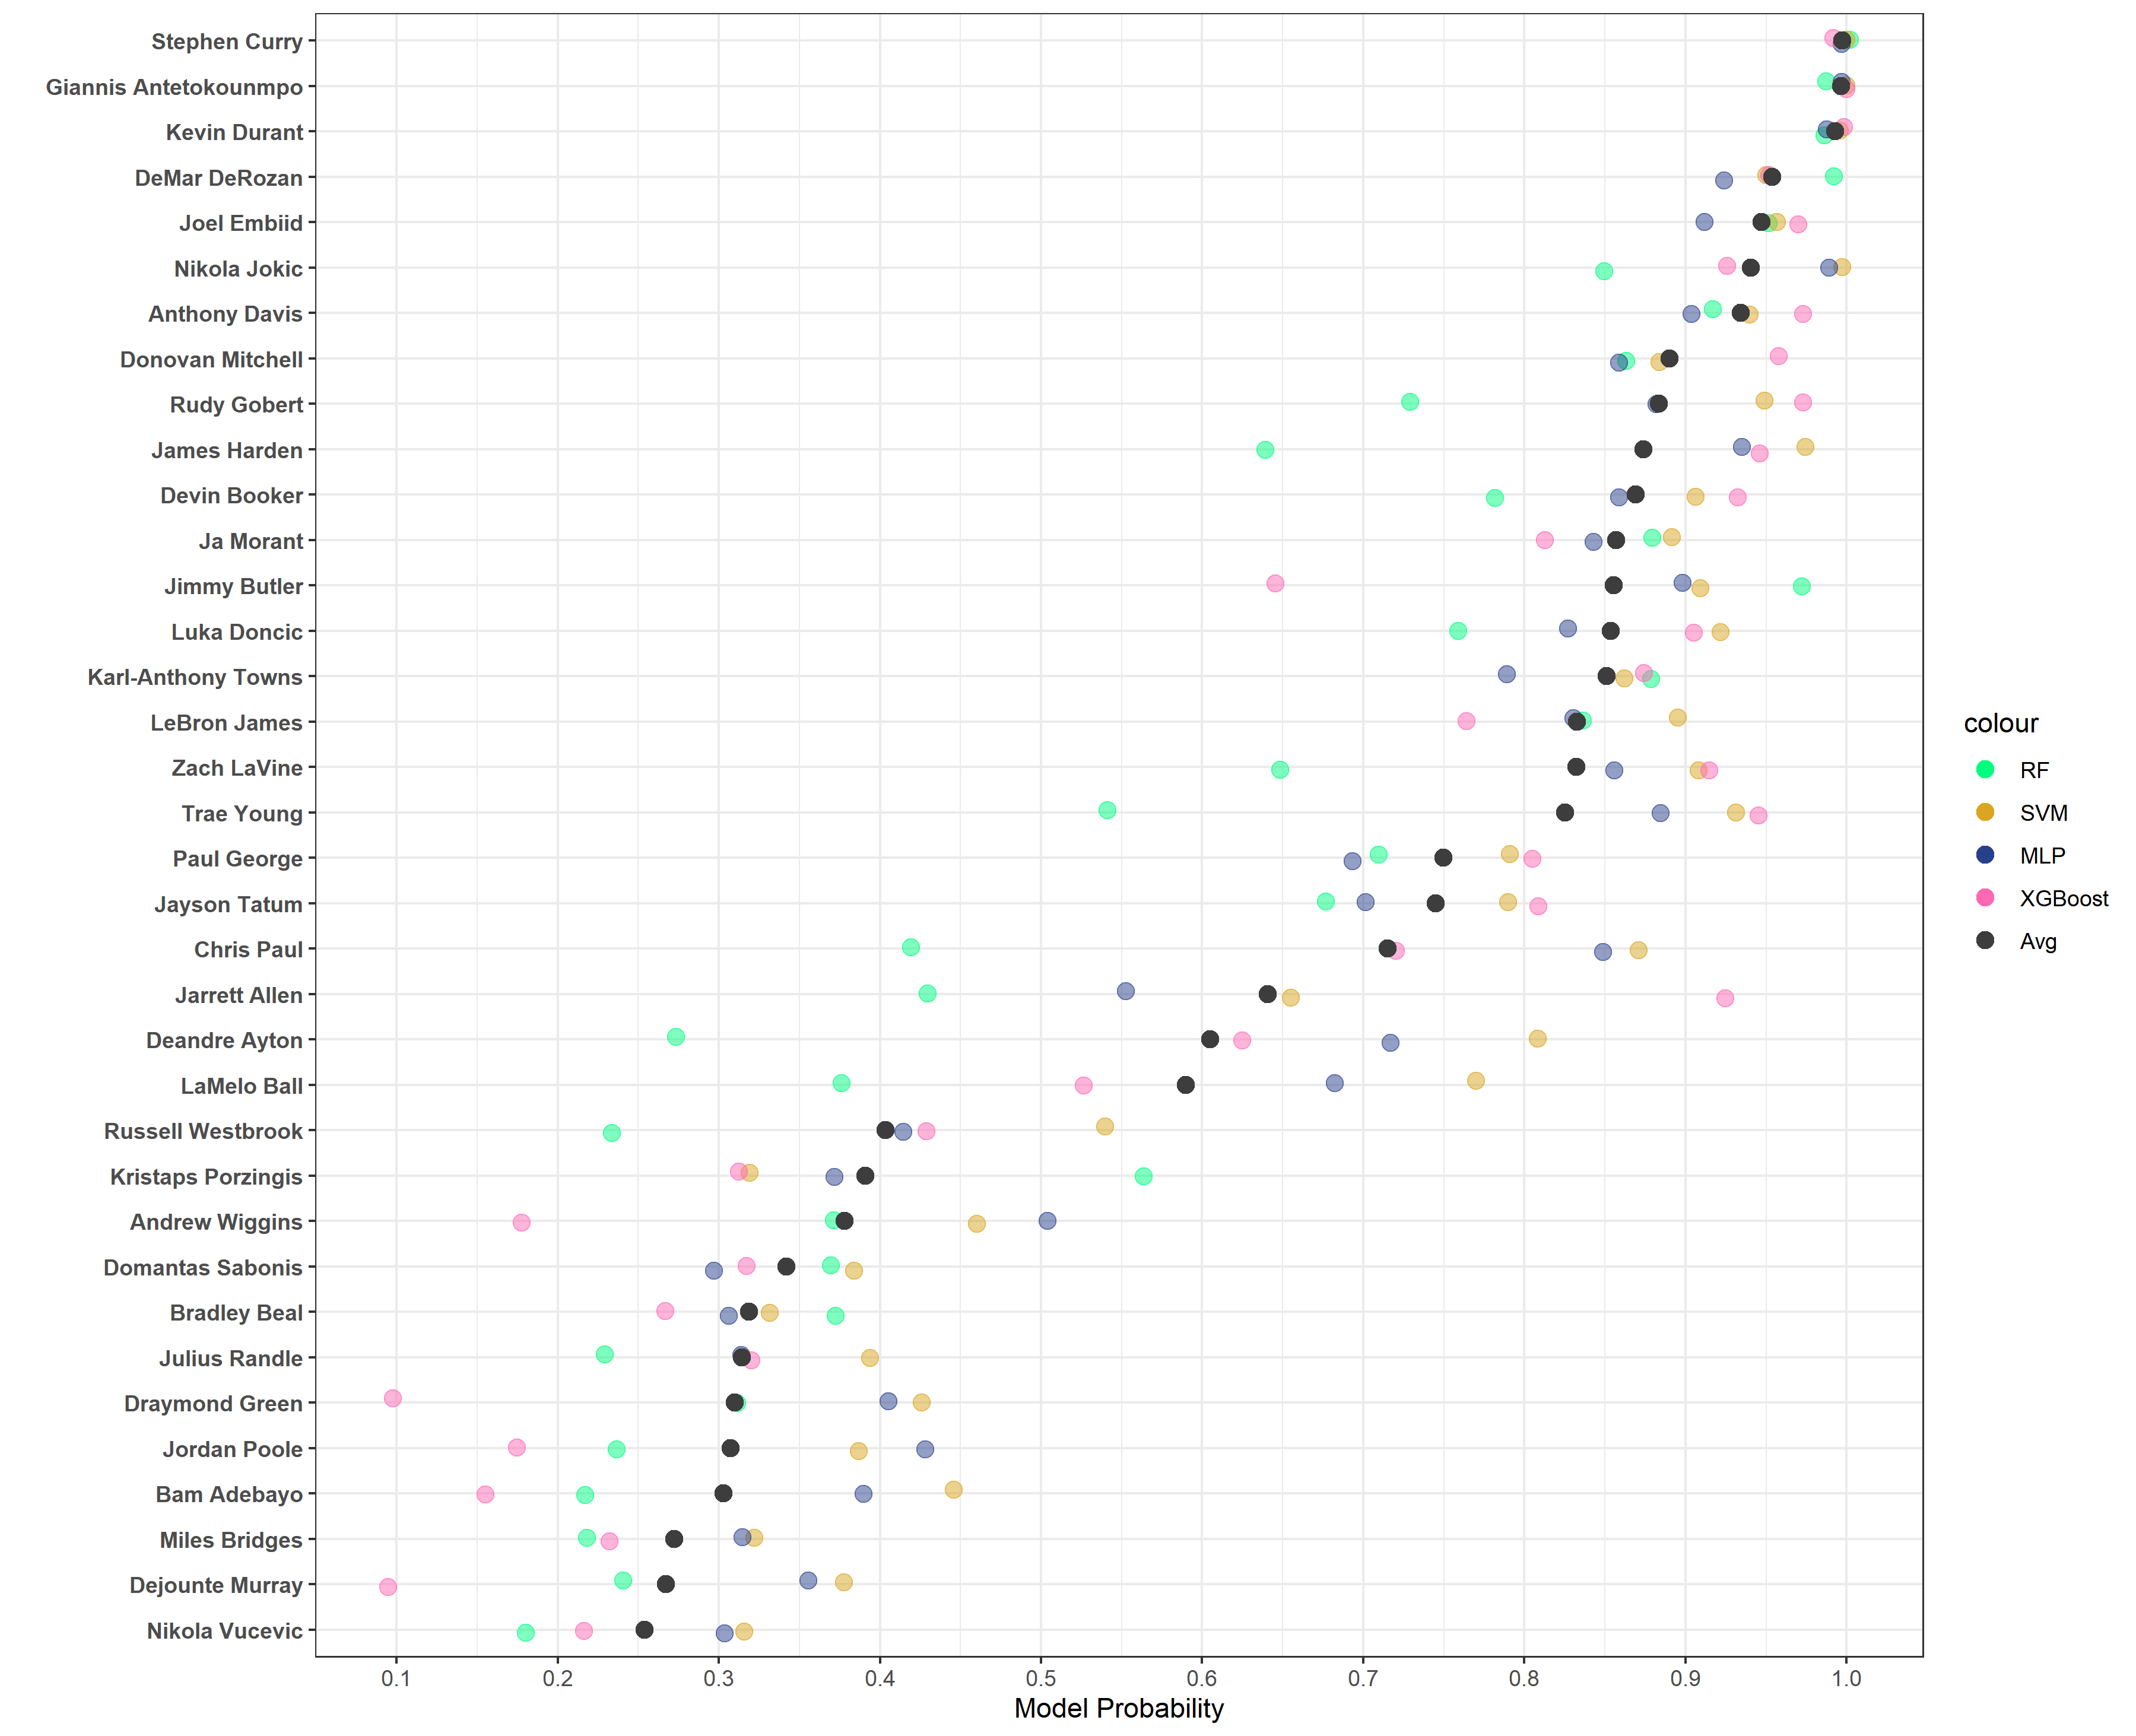 Stephen Curry
Giannis Antetokounmpo
Kevin Durant
DeMar DeRozan
Joel Embiid
Nikola Jokic
Anthony Davis
Donovan Mitchell
Rudy Gobert
James Harden
Devin Booker
Ja Morant
Jimmy Butler
Luka Doncic
Karl-Anthony Towns
LeBron James
Zach LaVine
Trae Young
Paul George
Jayson Tatum
Chris Paul
Jarrett Allen
Deandre Ayton
LaMelo Ball
Russell Westbrook
Kristaps Porzingis
Andrew Wiggins
Domantas Sabonis
Bradley Beal
Julius Randle
Draymond Green
Jordan Poole
Bam Adebayo
Miles Bridges
Dejounte Murray
Nikola Vucevic
0.1 0.2 0.3 0.4 0.5 0.6 0.7 0.8 0.9 1.0
Model Probability
colour
RF
SVM
MLP
XGBoost
Avg